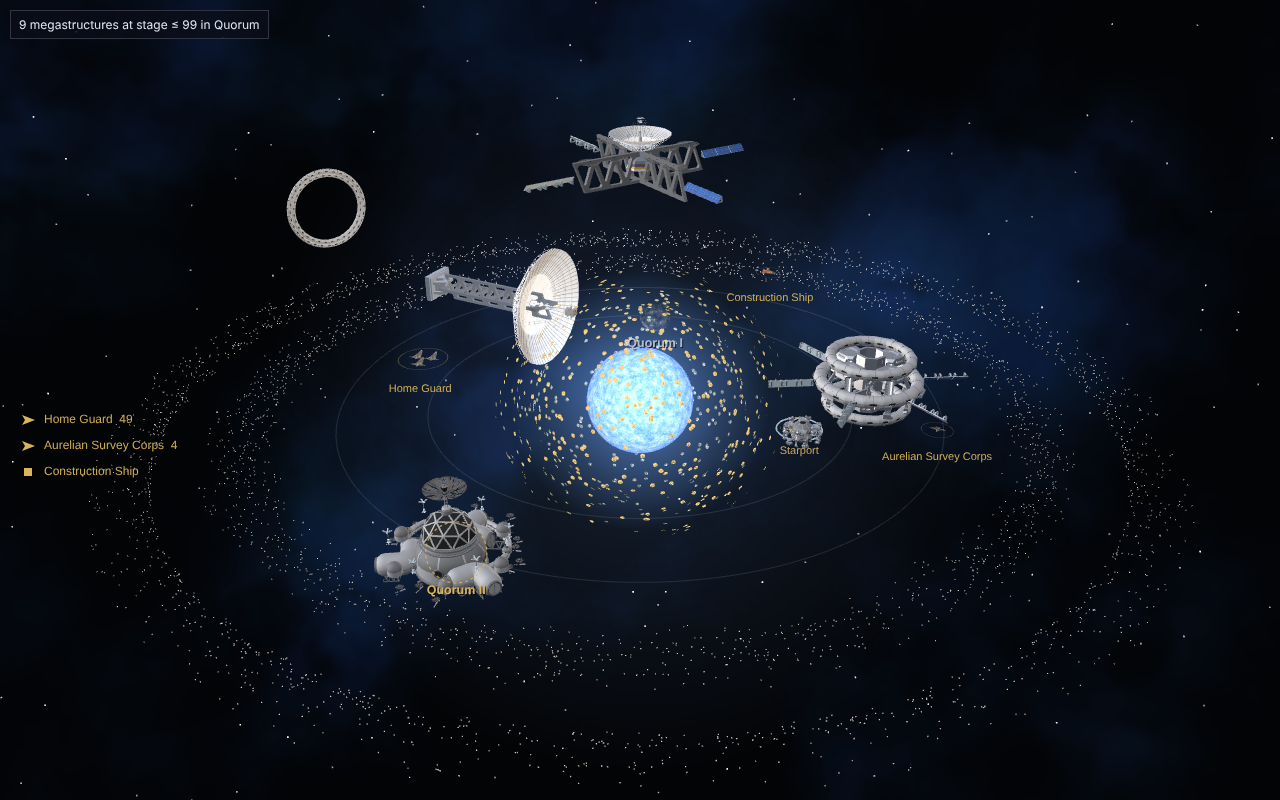 9 megastructures at stage ≤ 99 in Quorum
Construction Ship
Quorum I
Home Guard
Home Guard 49
Aurelian Survey Corps 4
Construction Ship
Starport
Aurelian Survey Corps
Quorum II